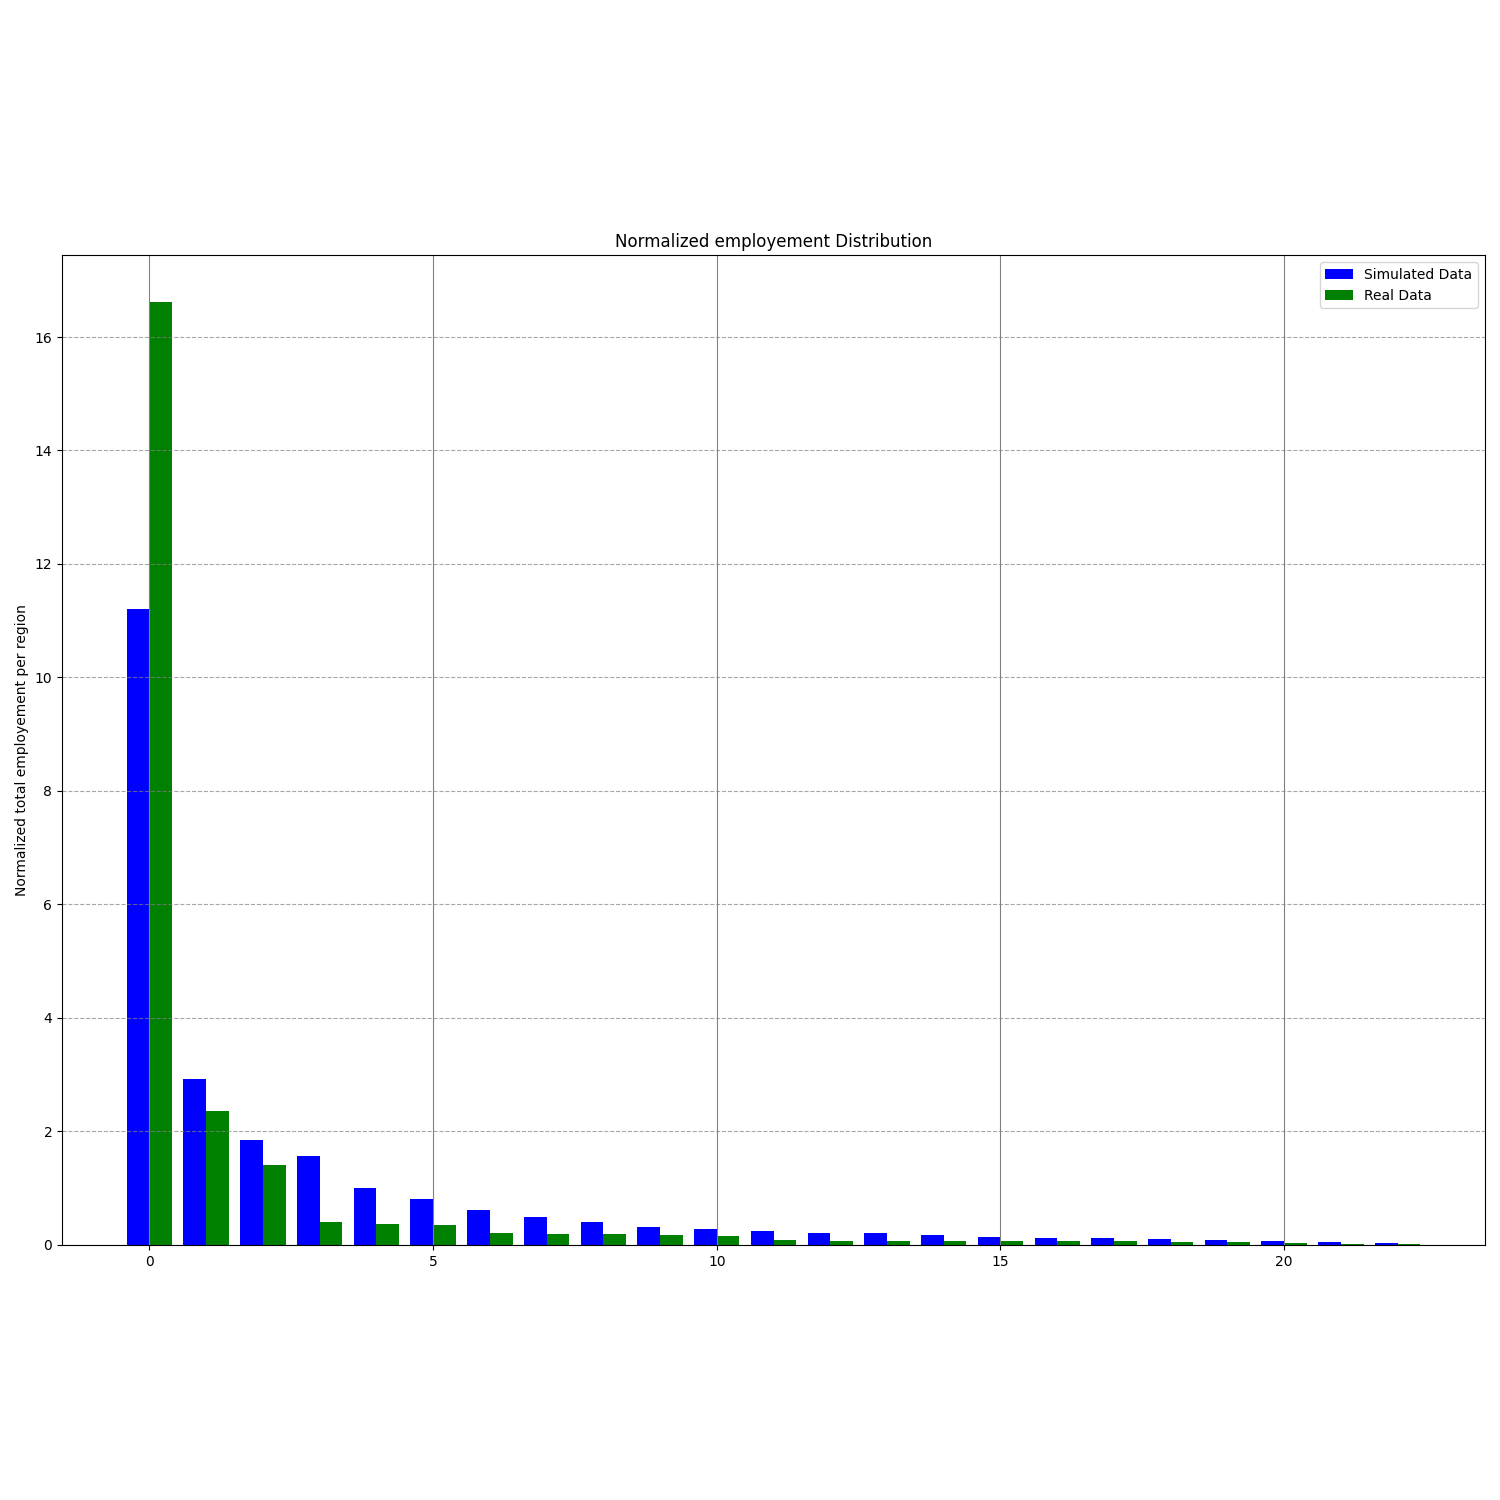 Normalized employement Distribution
Simulated Data
Real Data
Normalized total employement per region
16
14
12
10
8
6
4
2
0
0 5 10 15 20